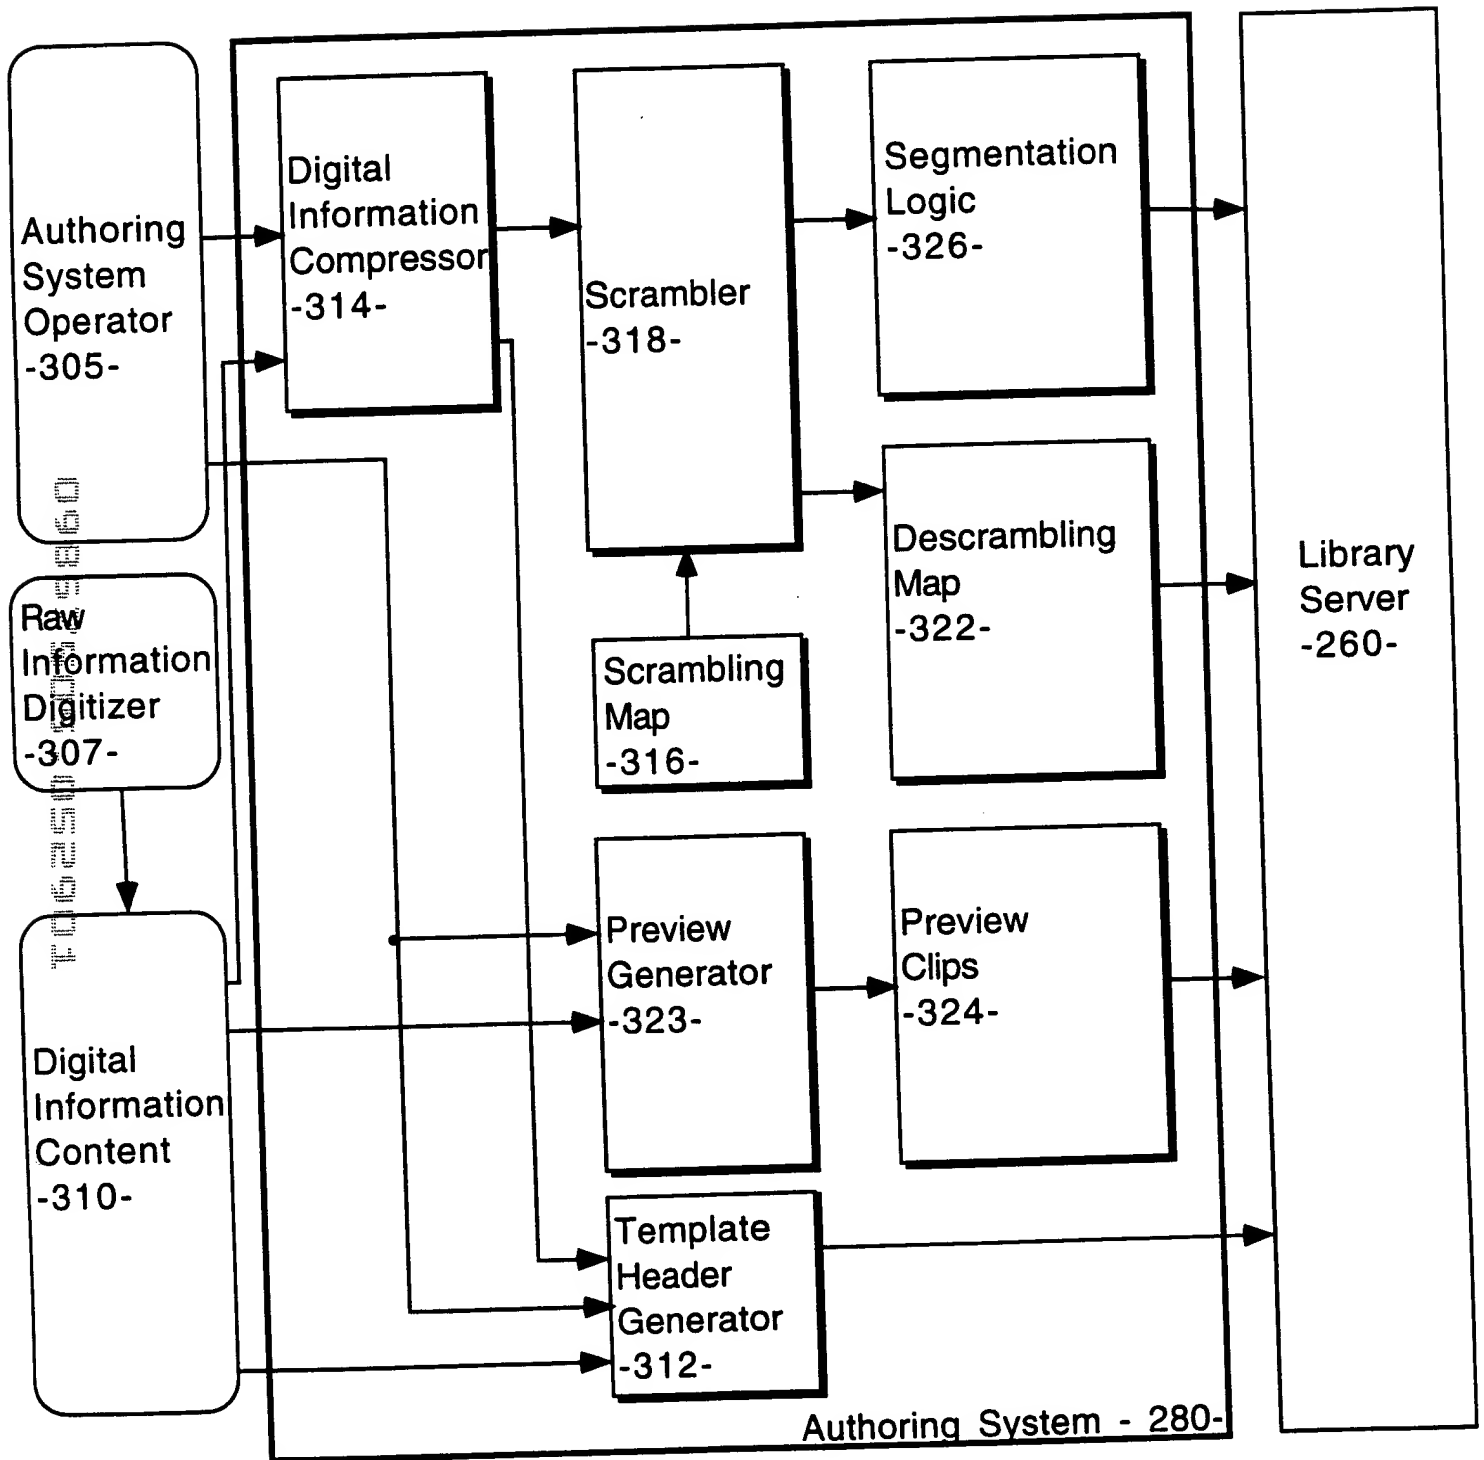 Authoring
System
Operator
-305-
Raw
Information
Digitizer
-307-
Digital
Information
Content
-310-
Digital
Information
Compressor
-314-
Scrambler
-318-
Scrambling
Map
-316-
Preview
Generator
-323-
Template
Header
Generator
-312-
Segmentation
Logic
-326-
Descrambling
Map
-322-
Preview
Clips
-324-
Authoring System - 280-
Library
Server
-260-